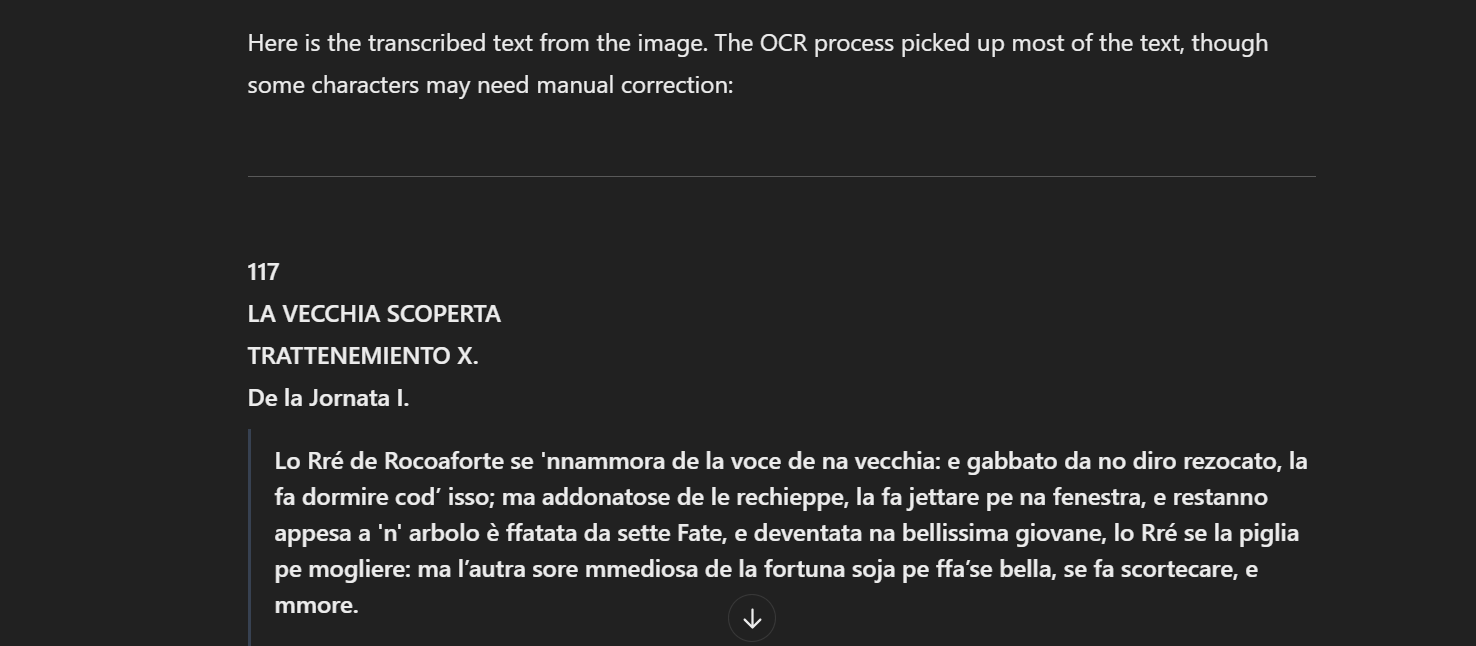 Here is the transcribed text from the image. The OCR process picked up most of the text, though
some characters may need manual correction:
117
LA VECCHIA SCOPERTA
TRATTENEMIENTO X.
De la Jornata I.
Lo Rré de Rocoaforte se 'nnammora de la voce de na vecchia: e gabbato da no diro rezocato, la
fa dormire cod’ isso; ma addonatose de le rechieppe, la fa jettare pe na fenestra, e restanno
appesa a 'n' arbolo è ffatata da sette Fate, e deventata na bellissima giovane, lo Rré se la piglia
pe mogliere: ma l’autra sore mmediosa de la fortuna soja pe ffa’se bella, se fa scortecare, e
mmore.